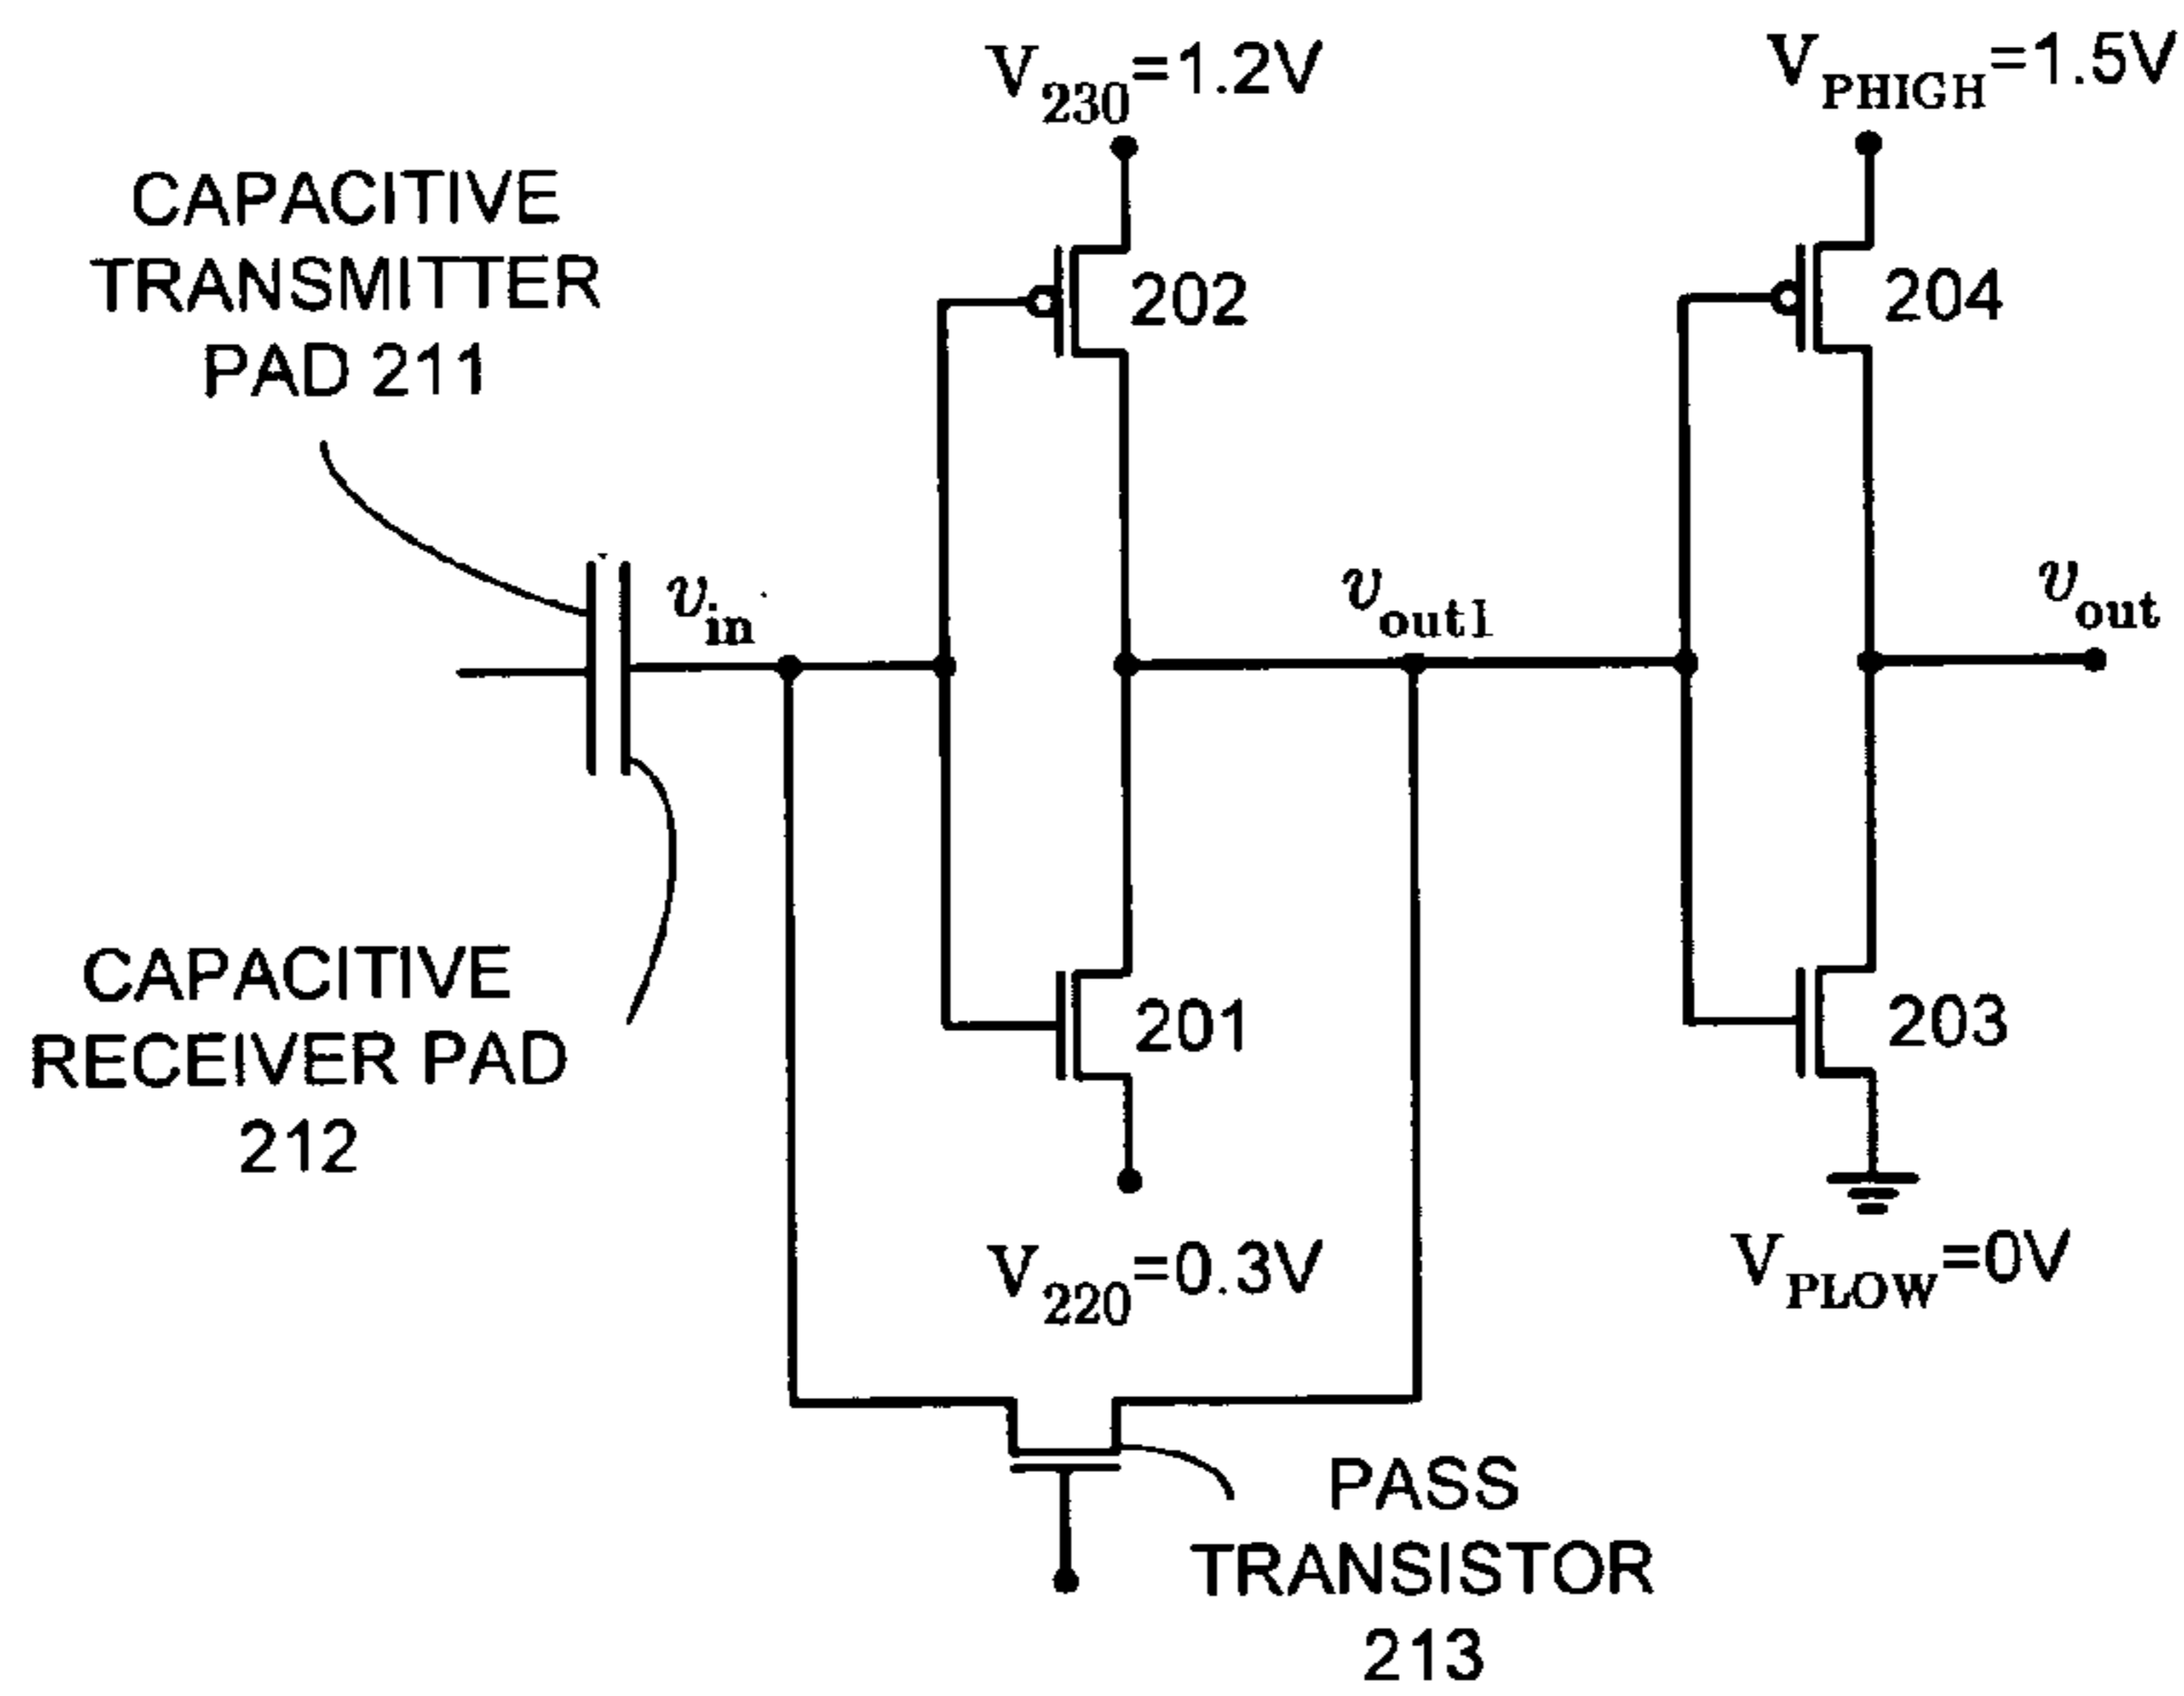 V230=1.2V
VPHIGH=1.5V
CAPACITIVE
TRANSMITTER
PAD 211
202
204
vin
vout1
vout
CAPACITIVE
RECEIVER PAD
212
201
203
V220=0.3V
VPLOW=0V
PASS
TRANSISTOR
213